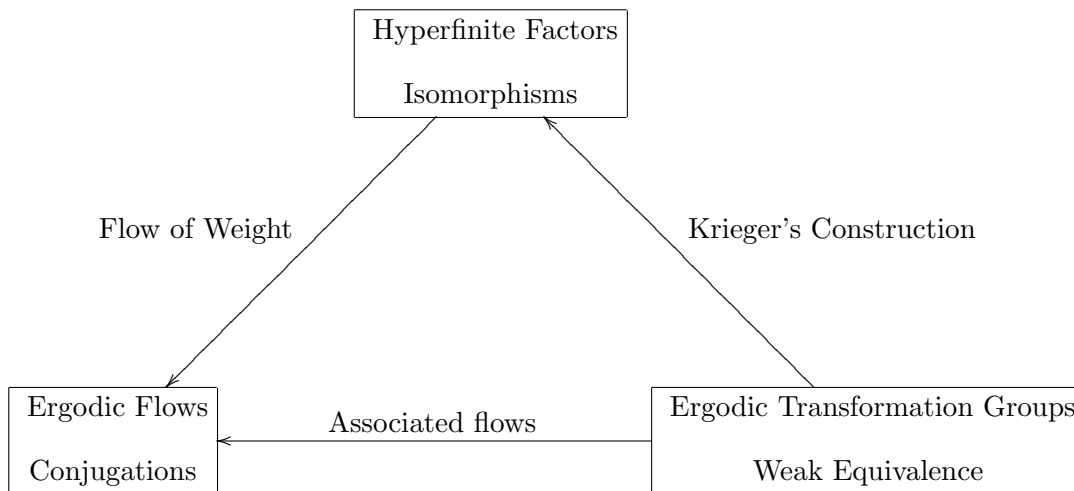 Hyperfinite Factors
Isomorphisms
Flow of Weight
Krieger's Construction
Ergodic Flows
Conjugations
Associated flows
Ergodic Transformation Groups
Weak Equivalence